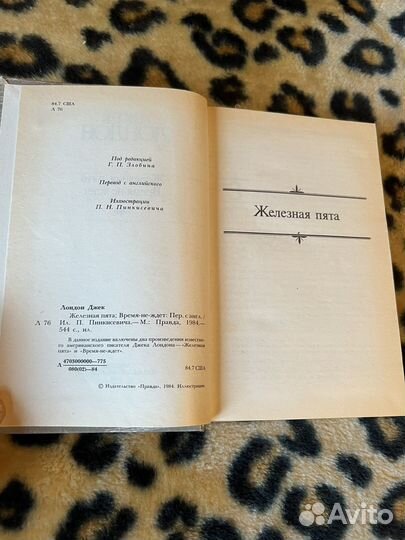 84.7 США
Л 76
Под редакцией
Г. П. Злобина
Перевод с английского
Иллюстрации
П. Н. Пинкисевича
Лондон Джек
Железная пята; Время-не-ждет: Пер. с англ. /
Л 76 Ил. П. Пинкисевича.— М.: Правда, 1984.—
544 с., ил.
В данное издание включены два произведения известно-
го американского писателя Джека Лондона— «Железная
пята» и «Время-не-ждет».
Л 4703000000—775
080(02)—84
84.7 США
© Издательство «Правда», 1984. Иллюстрации.
Железная пята
Avito